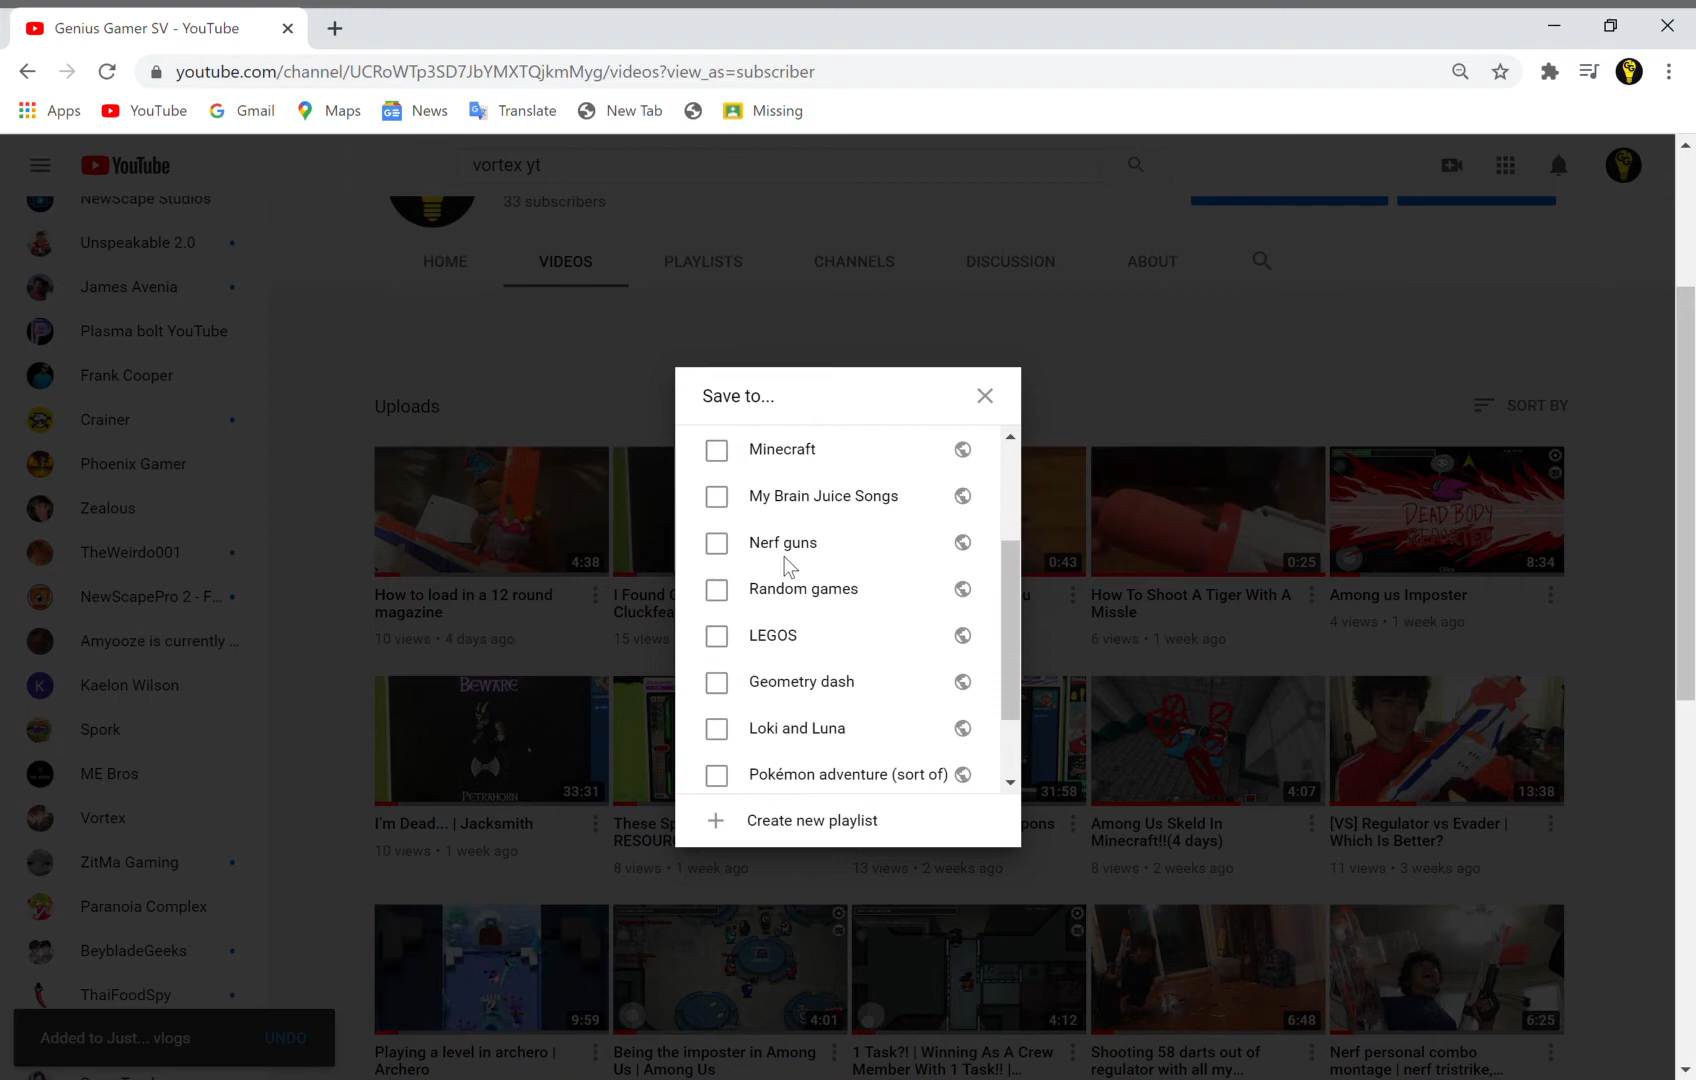 Genius Gamer SV - YouTube
youtube.com/channel/UCRoWTp3SD7JbYMXTQjkmMyg/videos?view_as=subscriber
Apps YouTube Gmail Maps News Translate New Tab Missing
YouTube
vortex yt
NewScape Studios
33 subscribers
HOME VIDEOS PLAYLISTS CHANNELS DISCUSSION ABOUT
Unspeakable 2.0
James Avenia
Plasma bolt YouTube
Frank Cooper
Crainer
Phoenix Gamer
Zealous
TheWeirdo001
NewScapePro 2 - F...
Amyooze is currently ...
Kaelon Wilson
Spork
ME Bros
Vortex
ZitMa Gaming
Paranoia Complex
BeybladeGeeks
ThaiFoodSpy
Added to Just... vlogs UNDO
Uploads
SORT BY
Save to...
Minecraft
My Brain Juice Songs
Nerf guns
Random games
LEGOS
Geometry dash
Loki and Luna
Pokémon adventure (sort of)
Create new playlist
4:38
How to load in a 12 round
magazine
10 views • 4 days ago
I Found
15 views
0:43
0:25
How To Shoot A Tiger With A
Missle
6 views • 1 week ago
DEAD BODY
REPORTED
8:34
Among us Imposter
4 views • 1 week ago
BEWARE
PETRAHORN
33:31
I'm Dead... | Jacksmith
10 views • 1 week ago
These
8 views • 1 week ago
31:58
13 views • 2 weeks ago
4:07
Among Us Skeld In
Minecraft!!(4 days)
8 views • 2 weeks ago
13:38
[VS] Regulator vs Evader |
Which Is Better?
11 views • 3 weeks ago
9:59
Playing a level in archero |
Archero
4:01
Being the imposter in Among
Us | Among Us
4:12
1 Task?! | Winning As A Crew
Member With 1 Task!! |...
6:48
Shooting 58 darts out of
regulator with all my...
6:25
Nerf personal combo
montage | nerf tristrike,...